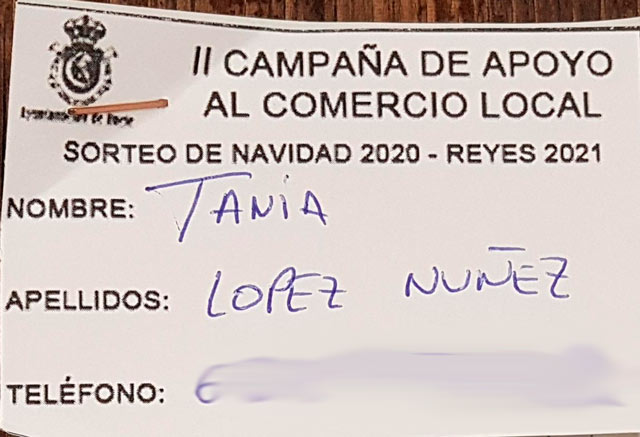 II CAMPAÑA DE APOYO
AL COMERCIO LOCAL
SORTEO DE NAVIDAD 2020 - REYES 2021
NOMBRE: TANIA
APELLIDOS: LOPEZ NUÑEZ
TELÉFONO: 6